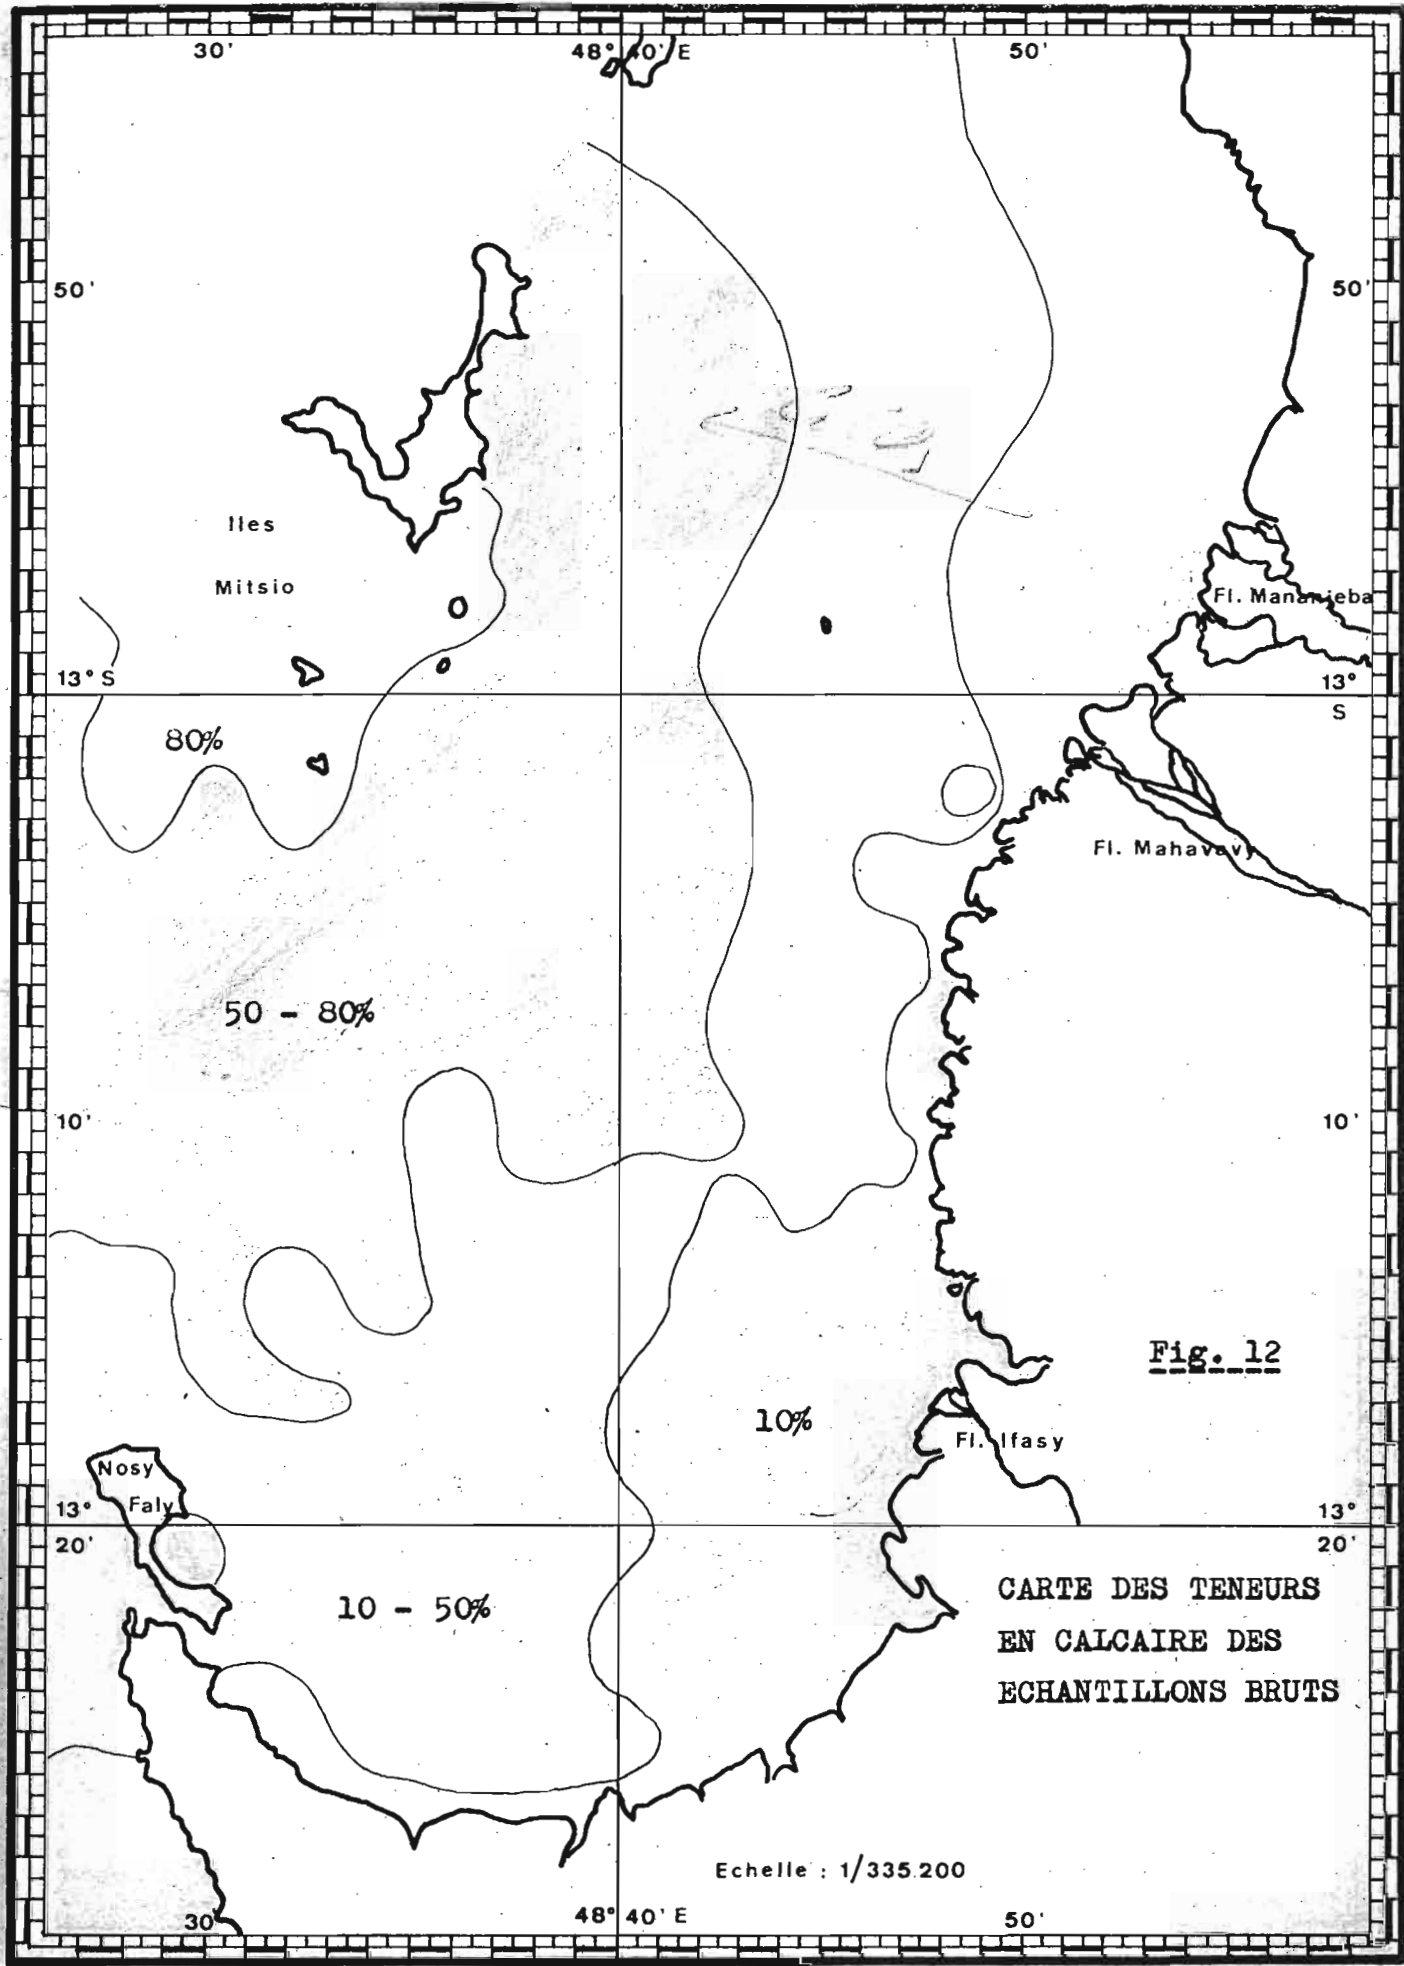 30'
48° 40' E
50'
50'
50'
Iles
Mitsio
Fl. Mananjeba
13° S
13°
S
80%
Fl. Mahavavy
50 - 80%
10'
10'
Fig. 12
10%
Fl. Ifasy
Nosy
Faly
13°
20'
13°
20'
10 - 50%
CARTE DES TENEURS
EN CALCAIRE DES
ECHANTILLONS BRUTS
Echelle : 1/335.200
30'
48° 40' E
50'